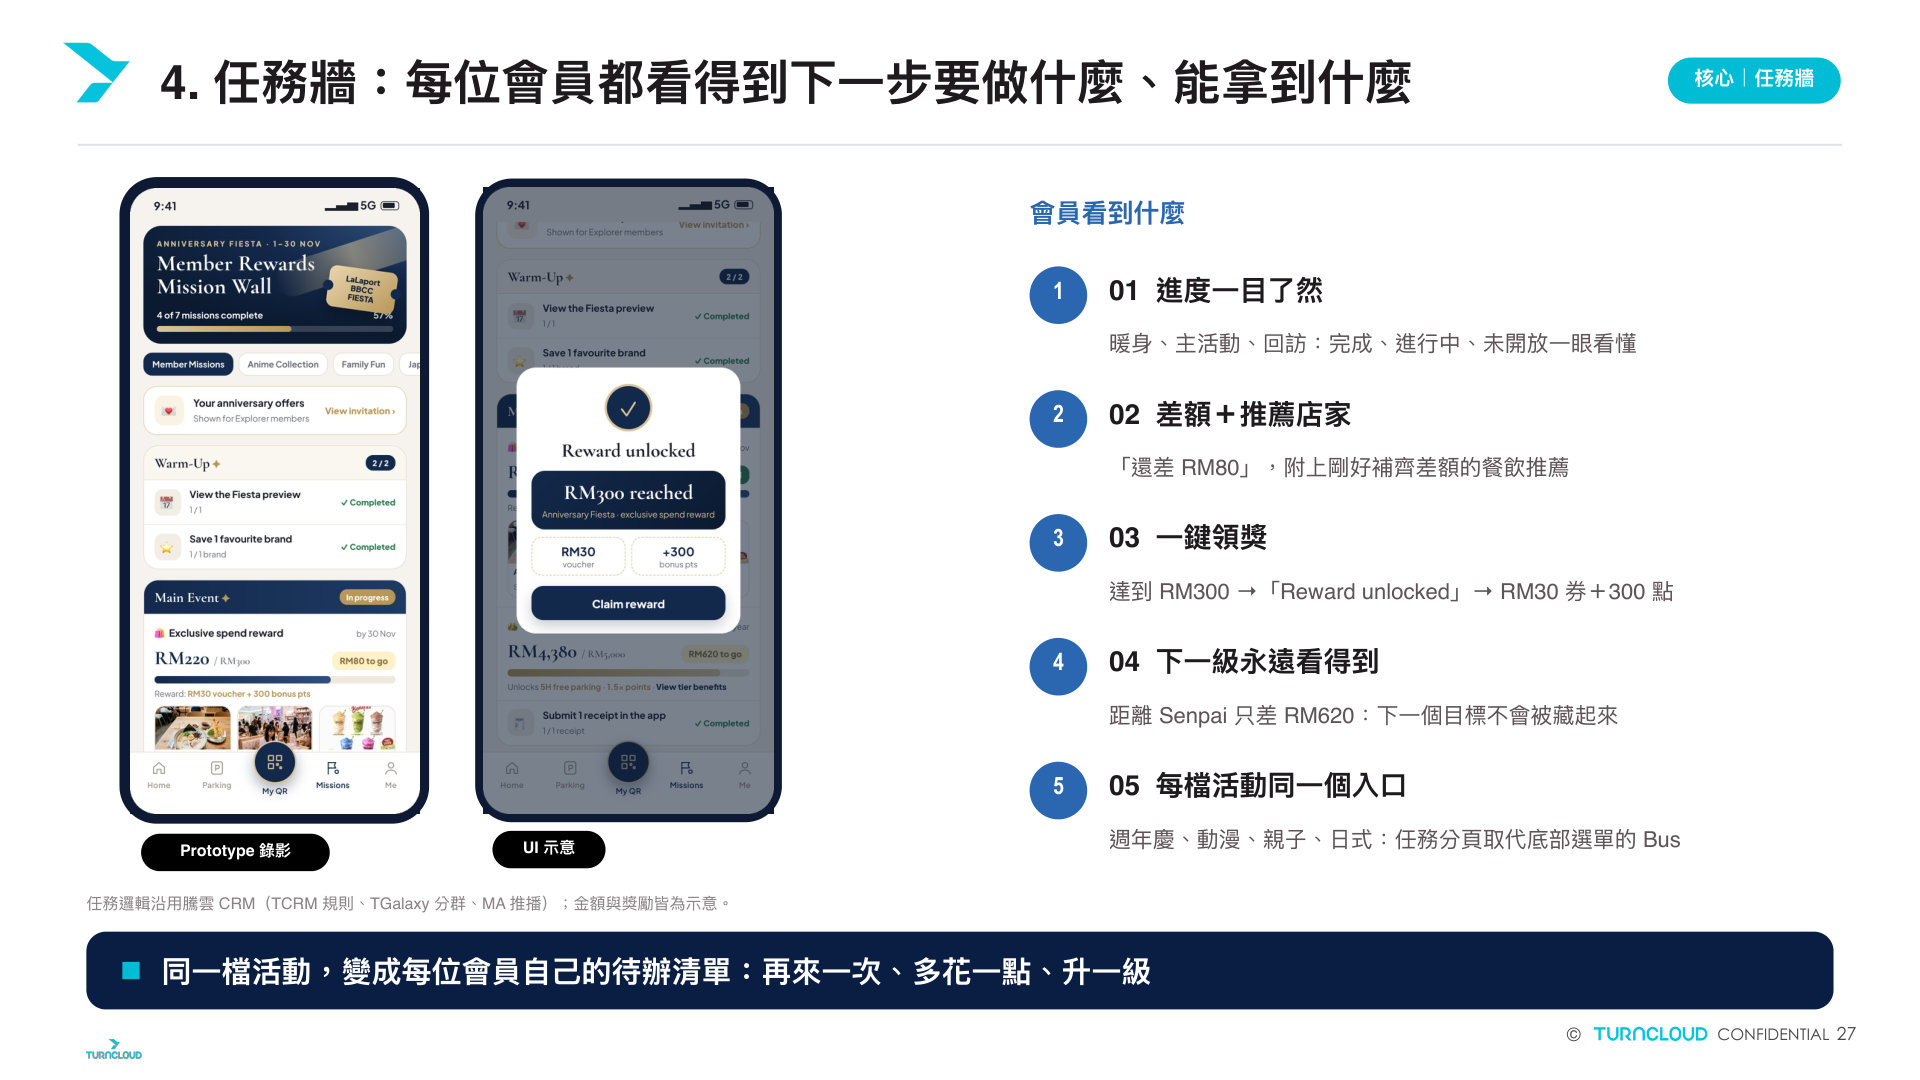 4. 任務牆：每位會員都看得到下一步要做什麼、能拿到什麼
核心｜任務牆
9:41
5G
ANNIVERSARY FIESTA · 1–30 NOV
Member Rewards
Mission Wall
LaLaport
BBCC
FIESTA
4 of 7 missions complete
57%
Member Missions
Anime Collection
Family Fun
Jap
Your anniversary offers
Shown for Explorer members
View invitation ›
Warm-Up
2/2
View the Fiesta preview
1/1
✓ Completed
Save 1 favourite brand
1/1 brand
✓ Completed
Main Event
In progress
Exclusive spend reward
by 30 Nov
RM220 / RM300
RM80 to go
Reward: RM30 voucher + 300 bonus pts
Home
Parking
My QR
Missions
Me
Prototype 錄影
9:41
5G
Shown for Explorer members
View invitation ›
Warm-Up
2/2
View the Fiesta preview
1/1
✓ Completed
Save 1 favourite brand
✓ Completed
Reward unlocked
RM300 reached
Anniversary Fiesta · exclusive spend reward
RM30
voucher
+300
bonus pts
Claim reward
RM4,380 / RM5,000
RM620 to go
Unlocks 5H free parking · 1.5× points · View tier benefits
Submit 1 receipt in the app
1/1 receipt
✓ Completed
Home
Parking
My QR
Missions
Me
UI 示意
會員看到什麼
1
01 進度一目了然
暖身、主活動、回訪：完成、進行中、未開放一眼看懂
2
02 差額＋推薦店家
「還差 RM80」，附上剛好補齊差額的餐飲推薦
3
03 一鍵領獎
達到 RM300 →「Reward unlocked」→ RM30 券＋300 點
4
04 下一級永遠看得到
距離 Senpai 只差 RM620：下一個目標不會被藏起來
5
05 每檔活動同一個入口
週年慶、動漫、親子、日式：任務分頁取代底部選單的 Bus
任務邏輯沿用騰雲 CRM（TCRM 規則、TGalaxy 分群、MA 推播）；金額與獎勵皆為示意。
同一檔活動，變成每位會員自己的待辦清單：再來一次、多花一點、升一級
TURNCLOUD
© TURNCLOUD CONFIDENTIAL 27